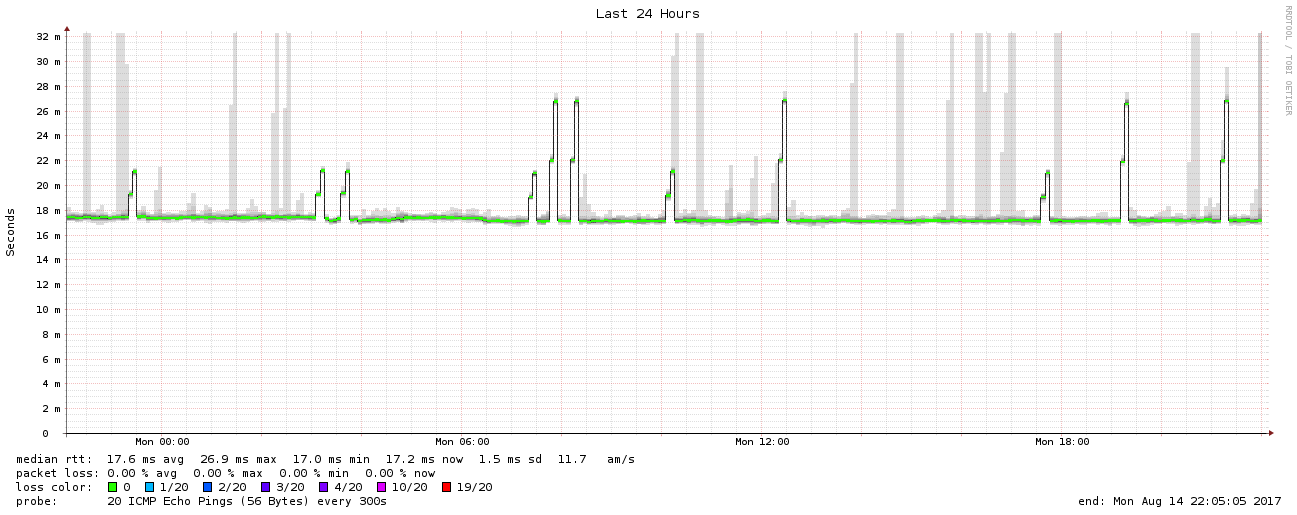 Last 24 Hours
RRDTOOL / TOBI OETIKER
Seconds
32 m
30 m
28 m
26 m
24 m
22 m
20 m
18 m
16 m
14 m
12 m
10 m
8 m
6 m
4 m
2 m
0
Mon 00:00 Mon 06:00 Mon 12:00 Mon 18:00
median rtt: 17.6 ms avg 26.9 ms max 17.0 ms min 17.2 ms now 1.5 ms sd 11.7 am/s
packet loss: 0.00 % avg 0.00 % max 0.00 % min 0.00 % now
loss color: 0 1/20 2/20 3/20 4/20 10/20 19/20
probe: 20 ICMP Echo Pings (56 Bytes) every 300s end: Mon Aug 14 22:05:05 2017